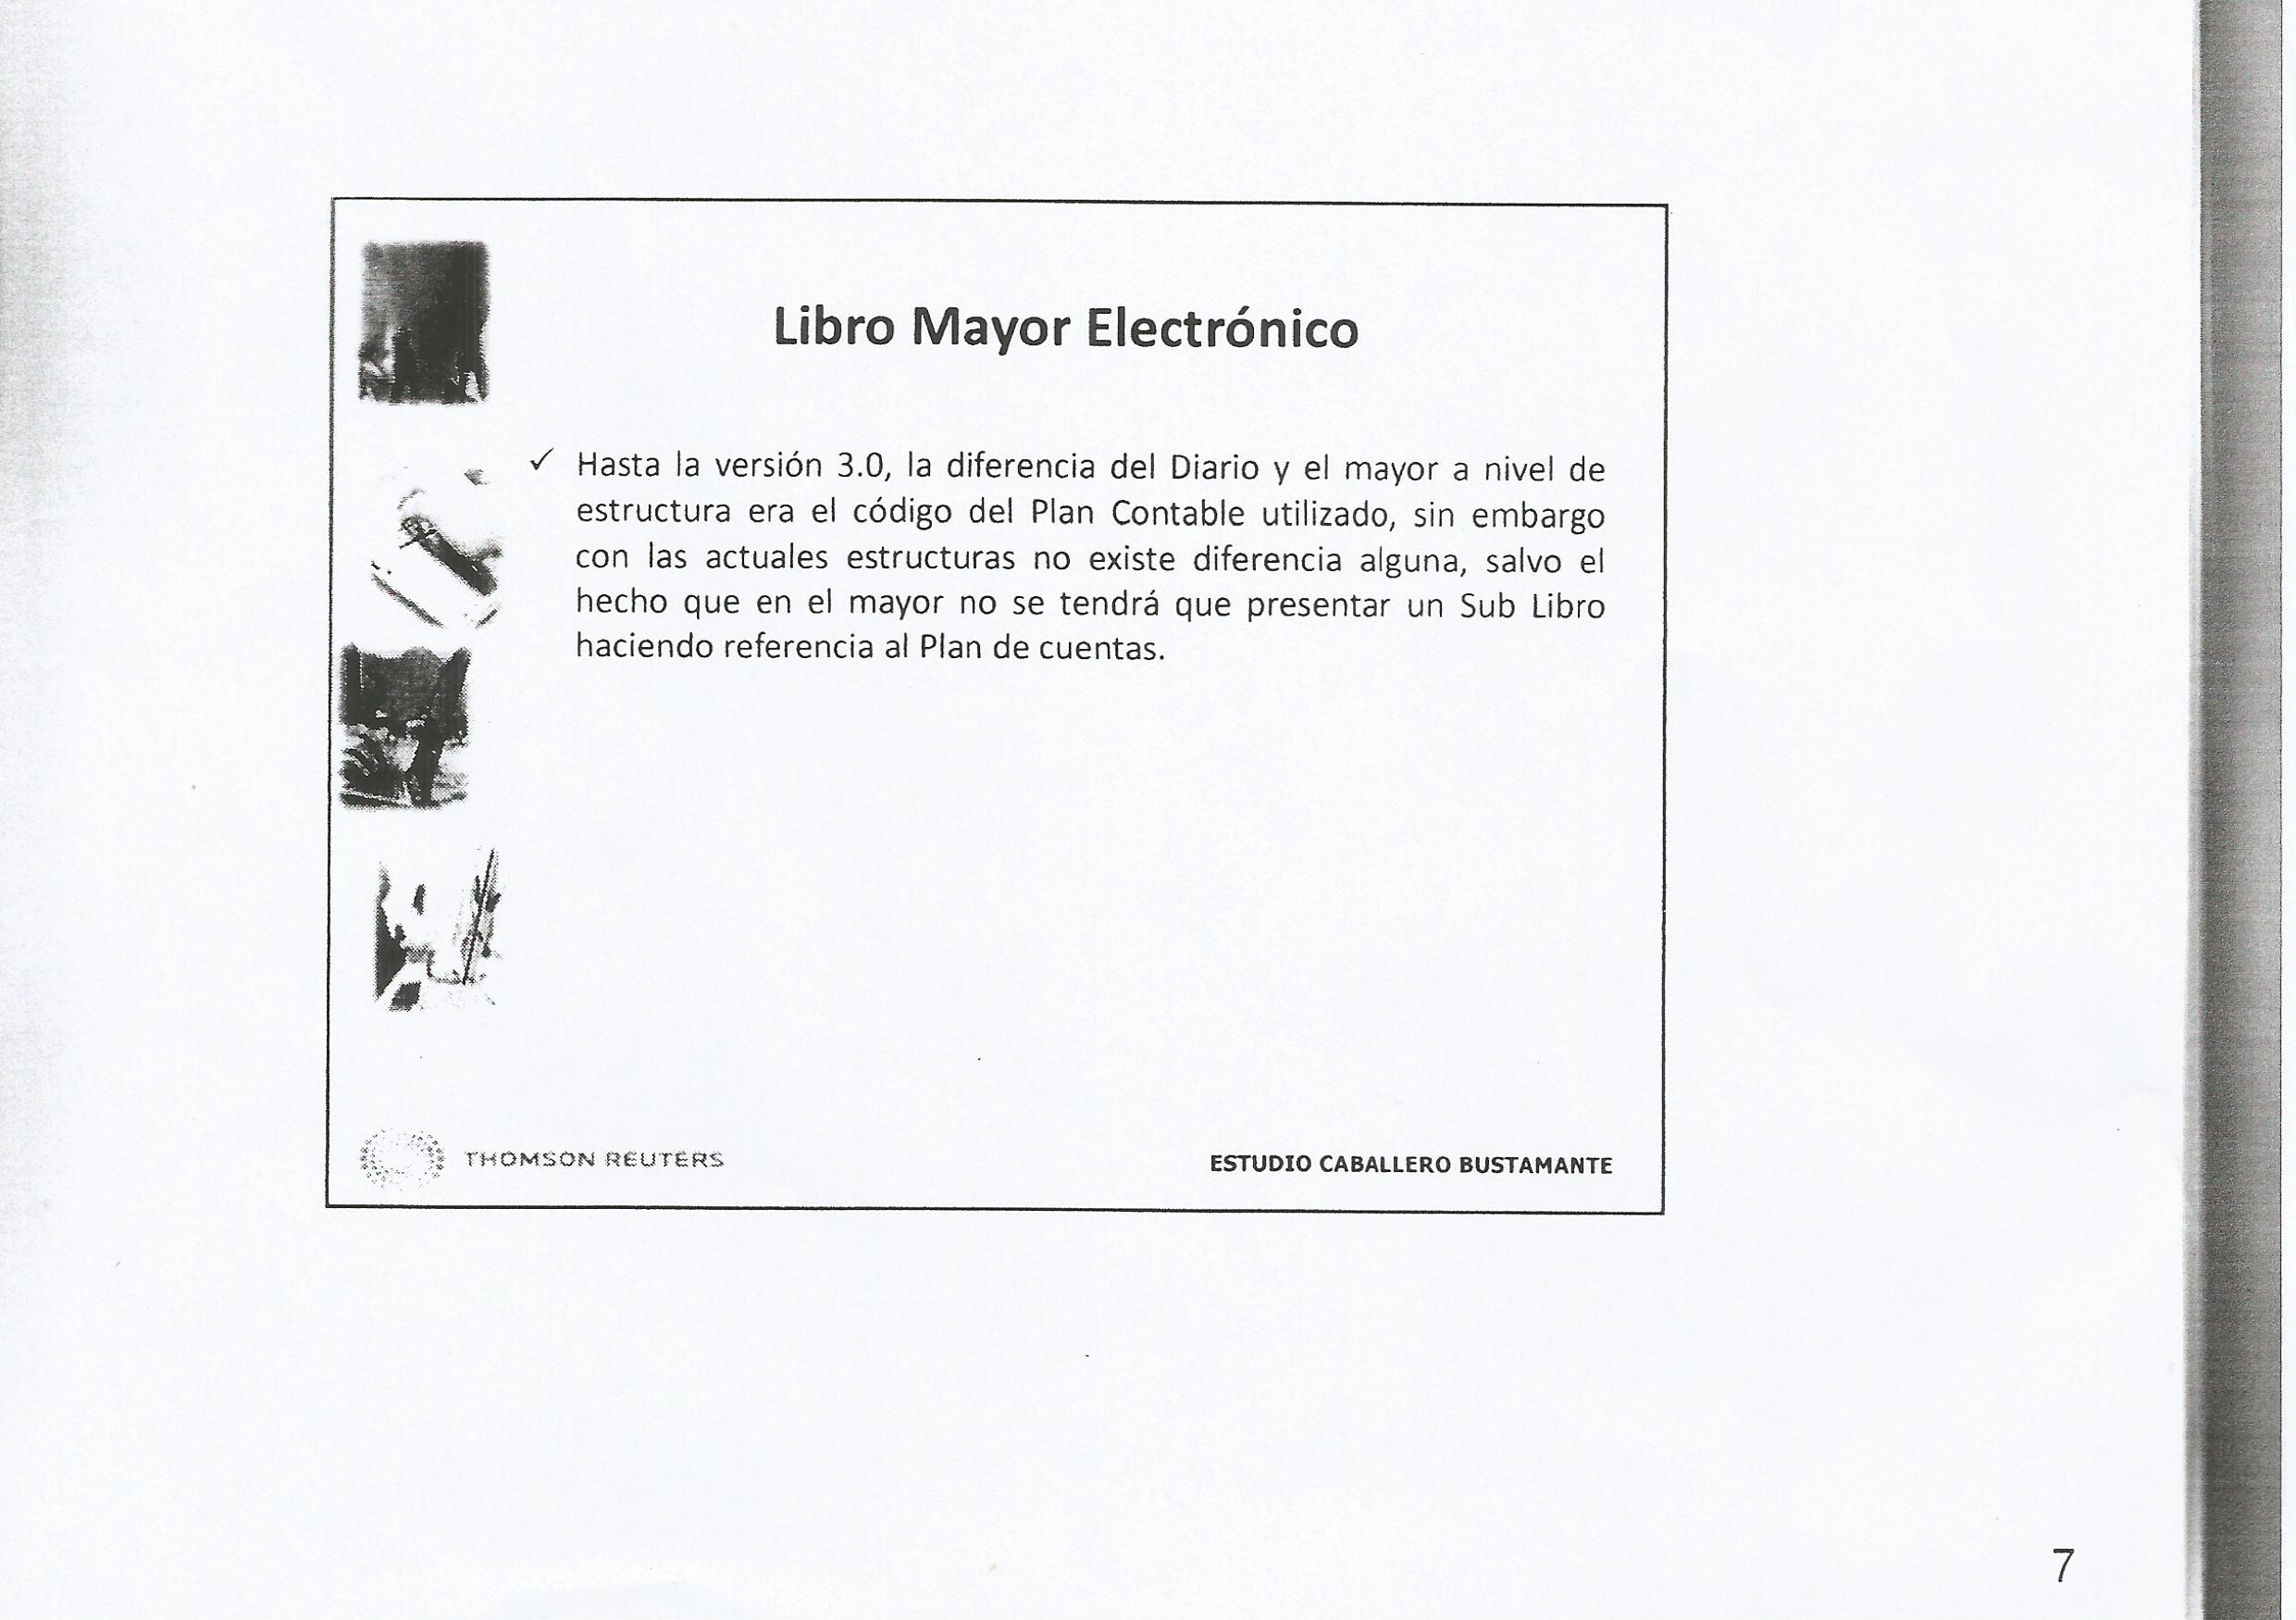 Libro Mayor Electrónico
✓ Hasta la versión 3.0, la diferencia del Diario y el mayor a nivel de
estructura era el código del Plan Contable utilizado, sin embargo
con las actuales estructuras no existe diferencia alguna, salvo el
hecho que en el mayor no se tendrá que presentar un Sub Libro
haciendo referencia al Plan de cuentas.
THOMSON REUTERS
ESTUDIO CABALLERO BUSTAMANTE
7